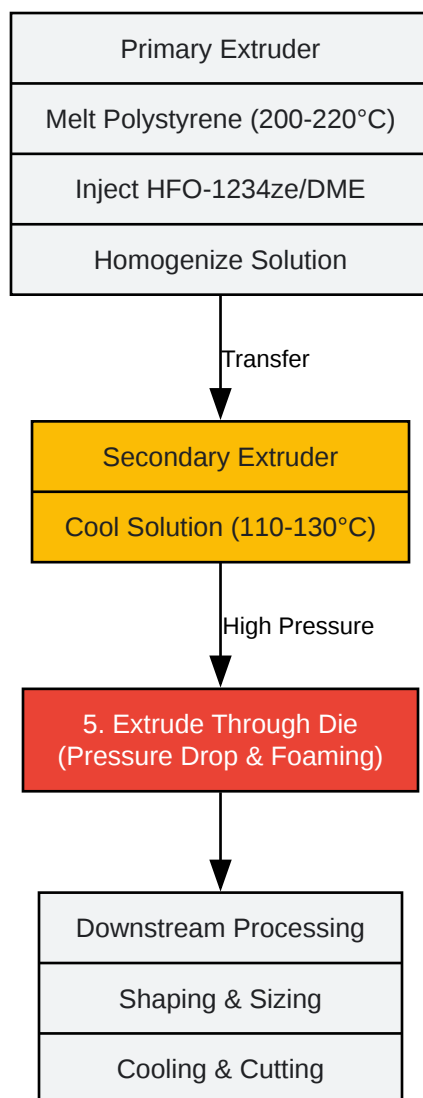 Primary Extruder
Melt Polystyrene (200-220°C)
Inject HFO-1234ze/DME
Homogenize Solution
Transfer
Secondary Extruder
Cool Solution (110-130°C)
High Pressure
5. Extrude Through Die
(Pressure Drop & Foaming)
Downstream Processing
Shaping & Sizing
Cooling & Cutting